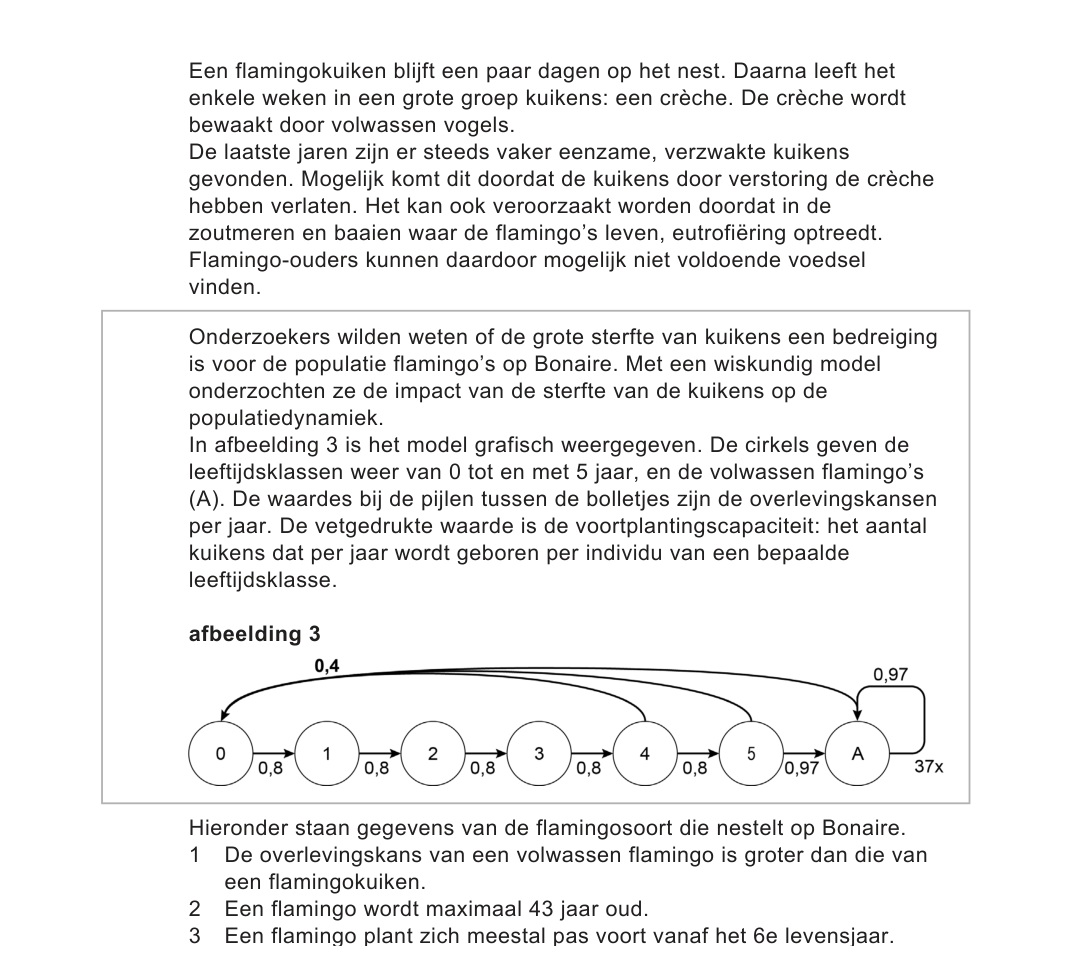 Een flamingokuiken blijft een paar dagen op het nest. Daarna leeft het
enkele weken in een grote groep kuikens: een crèche. De crèche wordt
bewaakt door volwassen vogels.
De laatste jaren zijn er steeds vaker eenzame, verzwakte kuikens
gevonden. Mogelijk komt dit doordat de kuikens door verstoring de crèche
hebben verlaten. Het kan ook veroorzaakt worden doordat in de
zoutmeren en baaien waar de flamingo’s leven, eutrofiëring optreedt.
Flamingo-ouders kunnen daardoor mogelijk niet voldoende voedsel
vinden.
Onderzoekers wilden weten of de grote sterfte van kuikens een bedreiging
is voor de populatie flamingo’s op Bonaire. Met een wiskundig model
onderzochten ze de impact van de sterfte van de kuikens op de
populatiedynamiek.
In afbeelding 3 is het model grafisch weergegeven. De cirkels geven de
leeftijdsklassen weer van 0 tot en met 5 jaar, en de volwassen flamingo’s
(A). De waardes bij de pijlen tussen de bolletjes zijn de overlevingskansen
per jaar. De vetgedrukte waarde is de voortplantingscapaciteit: het aantal
kuikens dat per jaar wordt geboren per individu van een bepaalde
leeftijdsklasse.
afbeelding 3
0,4
0,97
0 1 2 3 4 5 A
0,8 0,8 0,8 0,8 0,8 0,97 37x
Hieronder staan gegevens van de flamingosoort die nestelt op Bonaire.
1 De overlevingskans van een volwassen flamingo is groter dan die van
een flamingokuiken.
2 Een flamingo wordt maximaal 43 jaar oud.
3 Een flamingo plant zich meestal pas voort vanaf het 6e levensjaar.